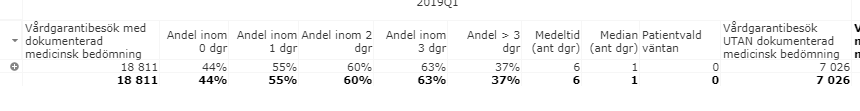 2019Q1
Vårdgarantibesök med dokumenterad medicinsk bedömning	Andel inom 0 dgr	Andel inom 1 dgr	Andel inom 2 dgr	Andel inom 3 dgr	Andel > 3 dgr	Medeltid (ant dgr)	Median (ant dgr)	Patientvald väntan	Vårdgarantibesök UTAN dokumenterad medicinsk bedömning
18 811	44%	55%	60%	63%	37%	6	1	0	7 026
18 811	44%	55%	60%	63%	37%	6	1	0	7 026